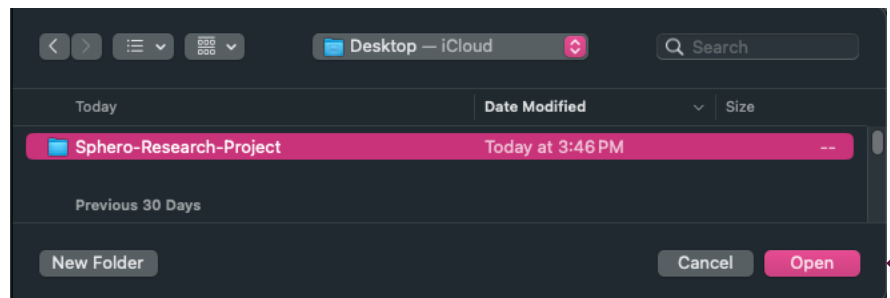 Desktop — iCloud
Search
Today Date Modified Size
Sphero-Research-Project Today at 3:46 PM --
Previous 30 Days
New Folder Cancel Open